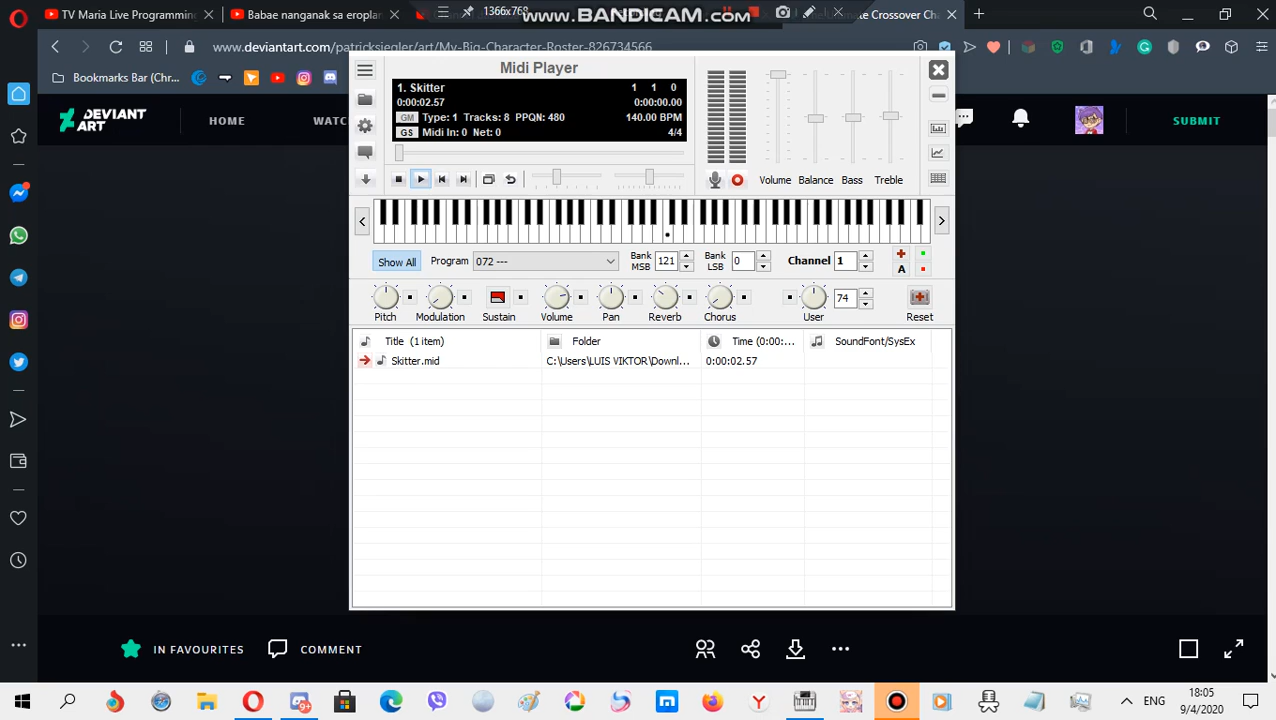 TV Maria Live Programming
Babae nanganak sa eroplan
1366x768
www.BANDICAM.com
te Crossover Ch
www.deviantart.com/patricksiegler/art/My-Big-Character-Roster-826734566
Bookmarks Bar (Chr...
DEVIANT ART
HOME
WATC
SUBMIT
Midi Player
1. Skitter
1 1 0
0:00:02.57
0:00:00.00
GM Type: 1 Tracks: 8 PPQN: 480
140.00 BPM
GS Midi In: 0 Net: 0
4/4
Volume Balance Bass Treble
Show All
Program 072 ---
Bank MSB 121
Bank LSB 0
Channel 1
A
74
Pitch Modulation Sustain Volume Pan Reverb Chorus User Reset
Title (1 item) Folder Time (0:00:... SoundFont/SysEx
Skitter.mid C:\Users\LUIS VIKTOR\Downl... 0:00:02.57
IN FAVOURITES
COMMENT
9+
ENG
18:05
9/4/2020